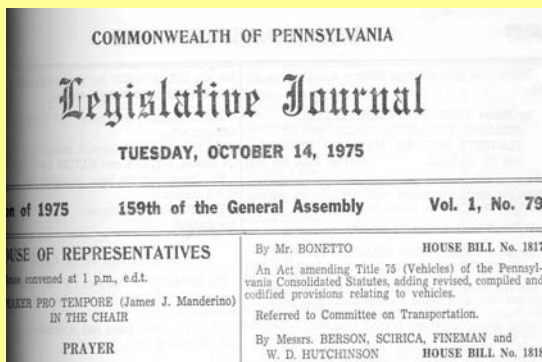 COMMONWEALTH OF PENNSYLVANIA
Legislative Journal
TUESDAY, OCTOBER 14, 1975
of 1975 159th of the General Assembly Vol. 1, No. 79
OF REPRESENTATIVES
convened at 1 p.m., e.d.t.
PRO TEMPORE (James J. Manderino)
IN THE CHAIR
PRAYER
By Mr. BONETTO HOUSE BILL No. 1817
An Act amending Title 75 (Vehicles) of the Pennsyl-
vania Consolidated Statutes, adding revised, compiled and
codified provisions relating to vehicles.
Referred to Committee on Transportation.
By Messrs. BERSON, SCIRICA, FINEMAN and
W. D. HUTCHINSON HOUSE BILL No. 1818